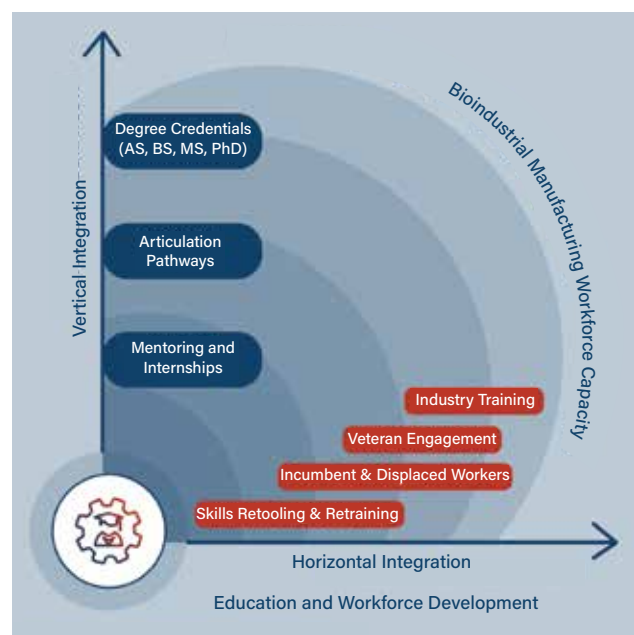 Degree Credentials
(AS, BS, MS, PhD)
Articulation
Pathways
Mentoring and
Internships
Vertical Integration
Bioindustrial Manufacturing Workforce Capacity
Industry Training
Veteran Engagement
Incumbent & Displaced Workers
Skills Retooling & Retraining
Horizontal Integration
Education and Workforce Development